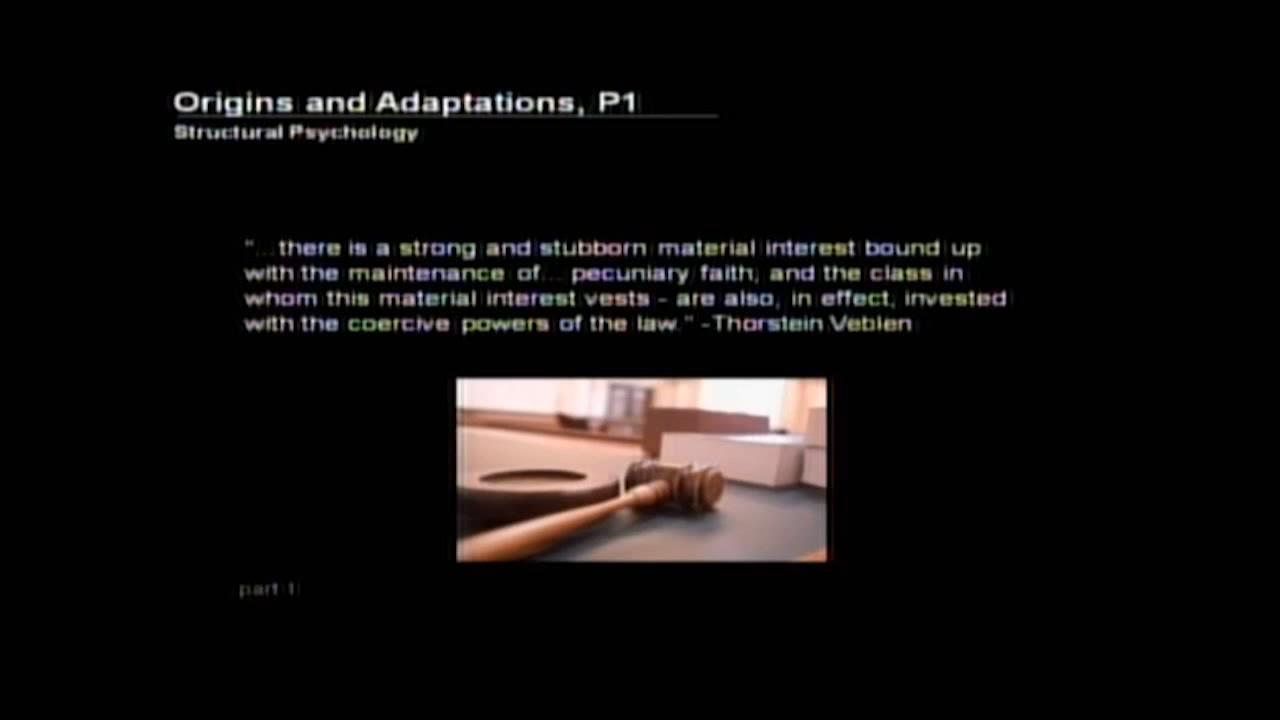 Origins and Adaptations, P1
Structural Psychology
"... there is a strong and stubborn material interest bound up
with the maintenance of... pecuniary faith; and the class in
whom this material interest vests - are also, in effect, invested
with the coercive powers of the law." -Thorstein Veblen
part 1